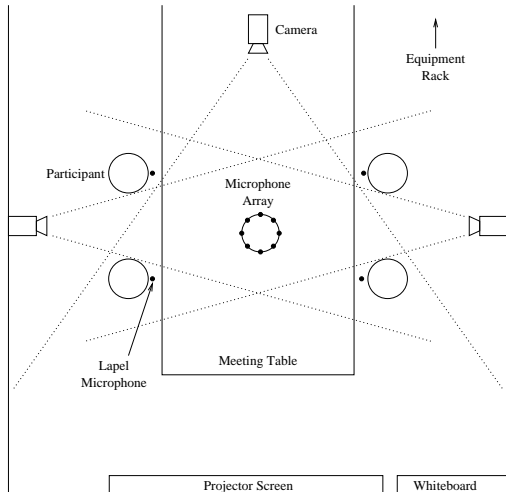 Camera
Equipment
Rack
Participant
Microphone
Array
Lapel
Microphone
Meeting Table
Projector Screen
Whiteboard